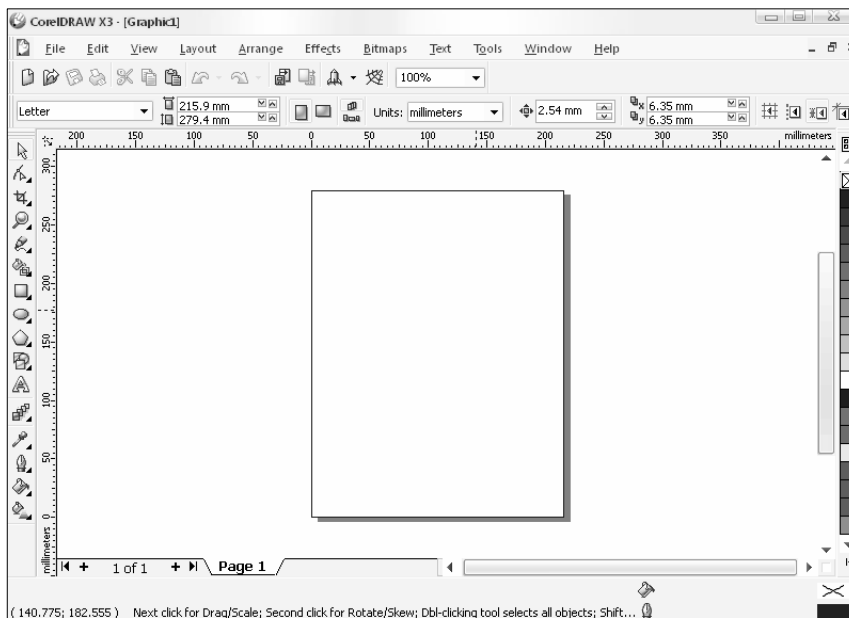 CorelDRAW X3 - [Graphic1]
File Edit View Layout Arrange Effects Bitmaps Text Tools Window Help
100%
Letter 215.9 mm 279.4 mm Units: millimeters 2.54 mm x 6.35 mm y 6.35 mm
200 150 100 50 0 50 100 150 200 250 300 350 millimeters
300
250
200
150
100
50
0
millimeters
1 of 1 Page 1
( 140.775; 182.555 ) Next click for Drag/Scale; Second click for Rotate/Skew; Dbl-clicking tool selects all objects; Shift...